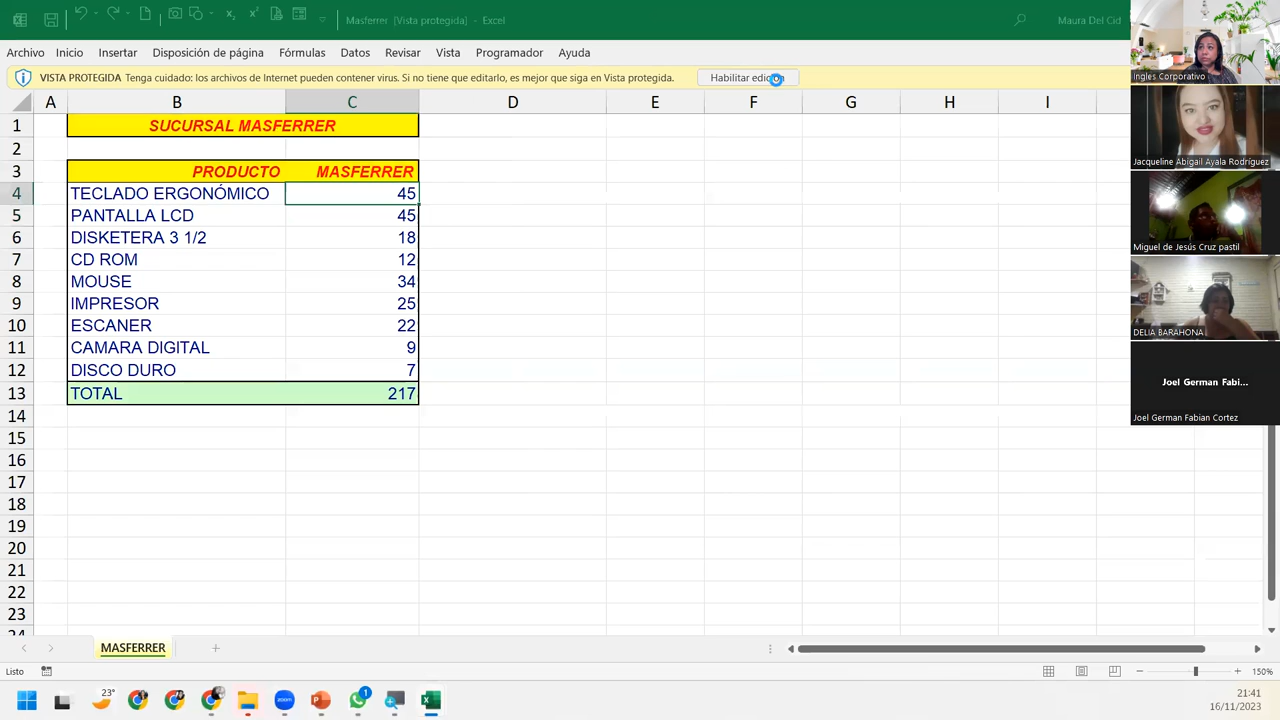 Masferrer [Vista protegida] - Excel
Maura Del Cid
Archivo Inicio Insertar Disposición de página Fórmulas Datos Revisar Vista Programador Ayuda
VISTA PROTEGIDA Tenga cuidado: los archivos de Internet pueden contener virus. Si no tiene que editarlo, es mejor que siga en Vista protegida. Habilitar edición
A B C D E F G H I
1 SUCURSAL MASFERRER
2
3 PRODUCTO MASFERRER
4 TECLADO ERGONÓMICO 45
5 PANTALLA LCD 45
6 DISKETERA 3 1/2 18
7 CD ROM 12
8 MOUSE 34
9 IMPRESOR 25
10 ESCANER 22
11 CAMARA DIGITAL 9
12 DISCO DURO 7
13 TOTAL 217
14
15
16
17
18
19
20
21
22
23
24
MASFERRER
Listo
150%
23°
1
21:41
16/11/2023
Ingles Corporativo
Jacqueline Abigail Ayala Rodríguez
Miguel de Jesús Cruz pastil
DELIA BARAHONA
Joel German Fabi...
Joel German Fabian Cortez